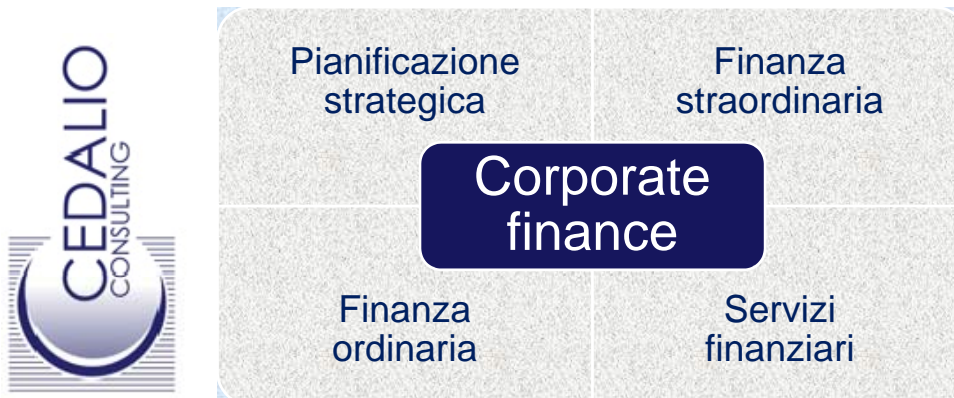 CEDALIO
CONSULTING
Pianificazione
strategica
Finanza
straordinaria
Corporate
finance
Finanza
ordinaria
Servizi
finanziari